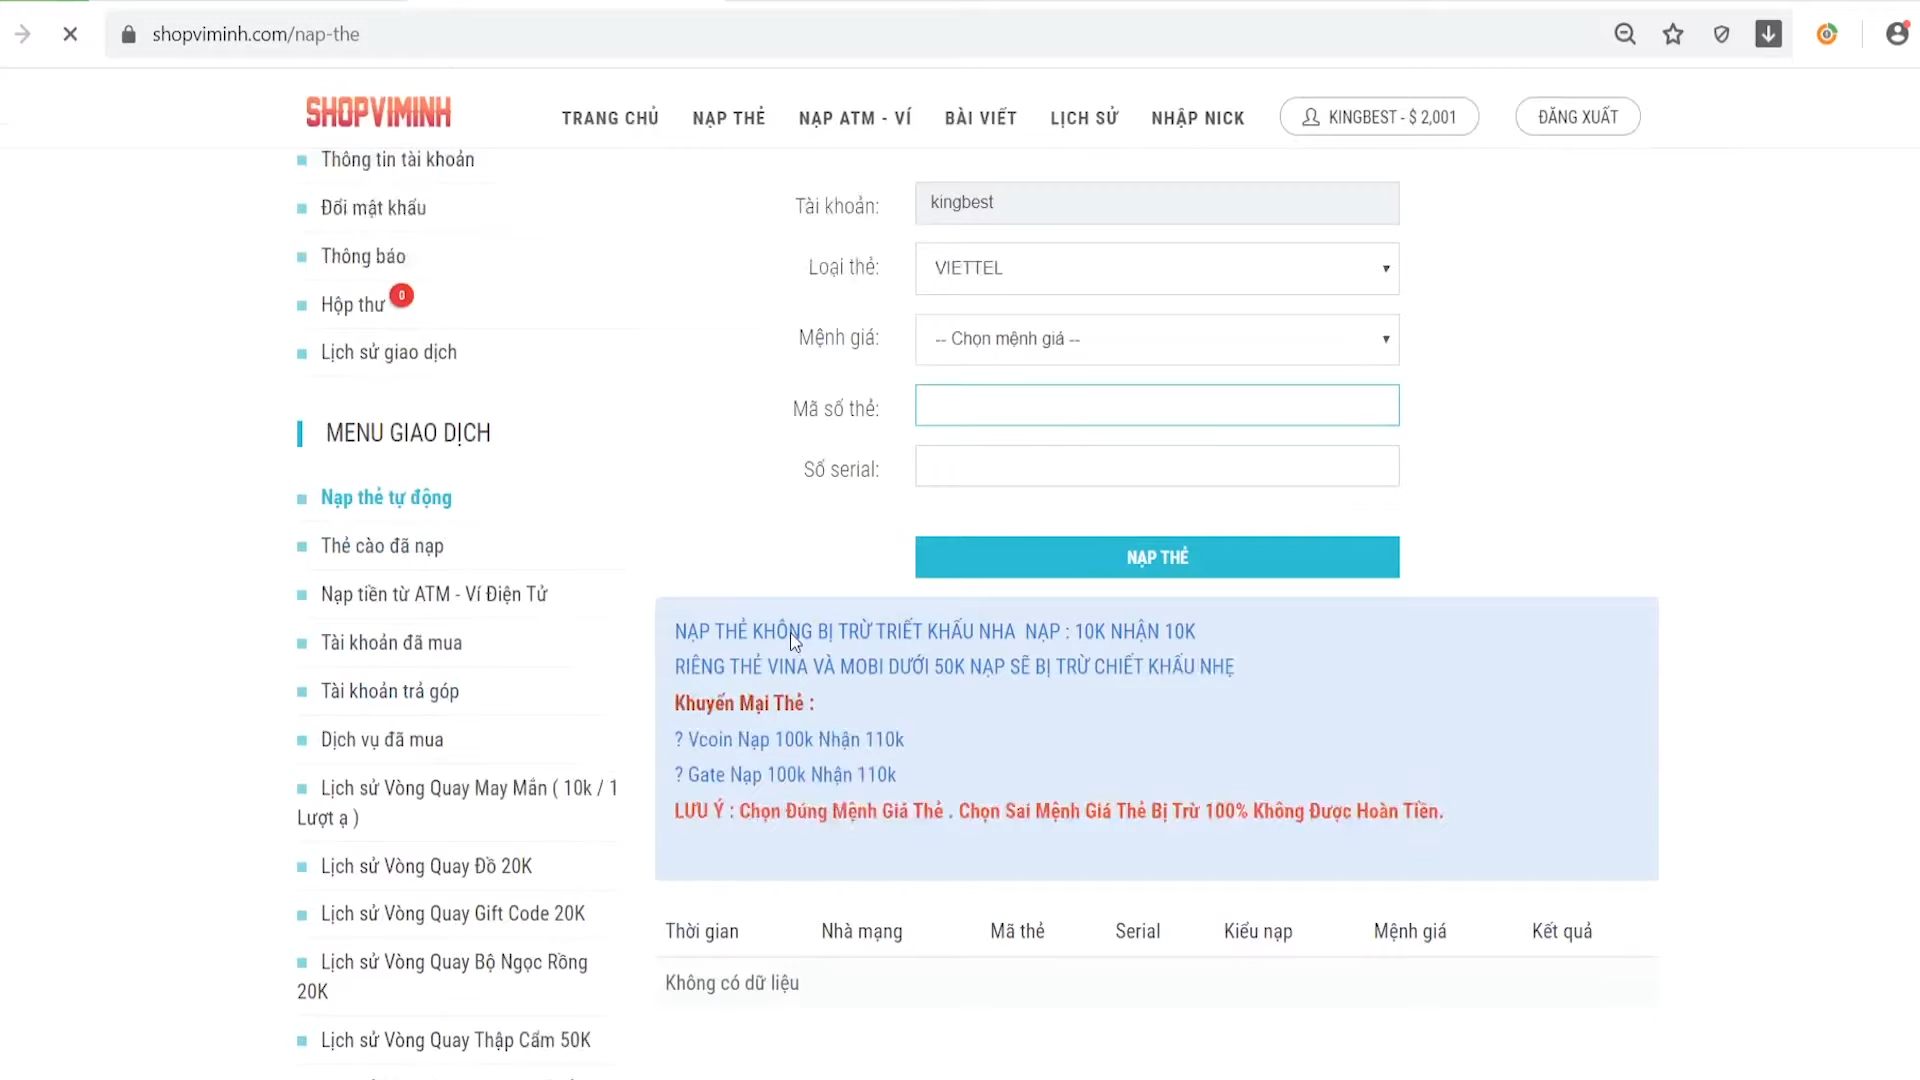 shopviminh.com/nap-the
SHOPVIMINH
TRANG CHỦ
NẠP THẺ
NẠP ATM - VÍ
BÀI VIẾT
LỊCH SỬ
NHẬP NICK
KINGBEST - $ 2,001
ĐĂNG XUẤT
Thông tin tài khoản
Đổi mật khẩu
Thông báo
Hộp thư 0
Lịch sử giao dịch
MENU GIAO DỊCH
Nạp thẻ tự động
Thẻ cào đã nạp
Nạp tiền từ ATM - Ví Điện Tử
Tài khoản đã mua
Tài khoản trả góp
Dịch vụ đã mua
Lịch sử Vòng Quay May Mắn ( 10k / 1
Lượt ạ )
Lịch sử Vòng Quay Đồ 20K
Lịch sử Vòng Quay Gift Code 20K
Lịch sử Vòng Quay Bộ Ngọc Rồng
20K
Lịch sử Vòng Quay Thập Cẩm 50K
Tài khoản: kingbest
Loại thẻ: VIETTEL
Mệnh giá: -- Chọn mệnh giá --
Mã số thẻ:
Số serial:
NẠP THẺ
NẠP THẺ KHÔNG BỊ TRỪ TRIẾT KHẤU NHA NẠP : 10K NHẬN 10K
RIÊNG THẺ VINA VÀ MOBI DƯỚI 50K NẠP SẼ BỊ TRỪ CHIẾT KHẤU NHẸ
Khuyến Mại Thẻ :
? Vcoin Nạp 100k Nhận 110k
? Gate Nạp 100k Nhận 110k
LƯU Ý : Chọn Đúng Mệnh Giá Thẻ . Chọn Sai Mệnh Giá Thẻ Bị Trừ 100% Không Được Hoàn Tiền.
Thời gian
Nhà mạng
Mã thẻ
Serial
Kiểu nạp
Mệnh giá
Kết quả
Không có dữ liệu